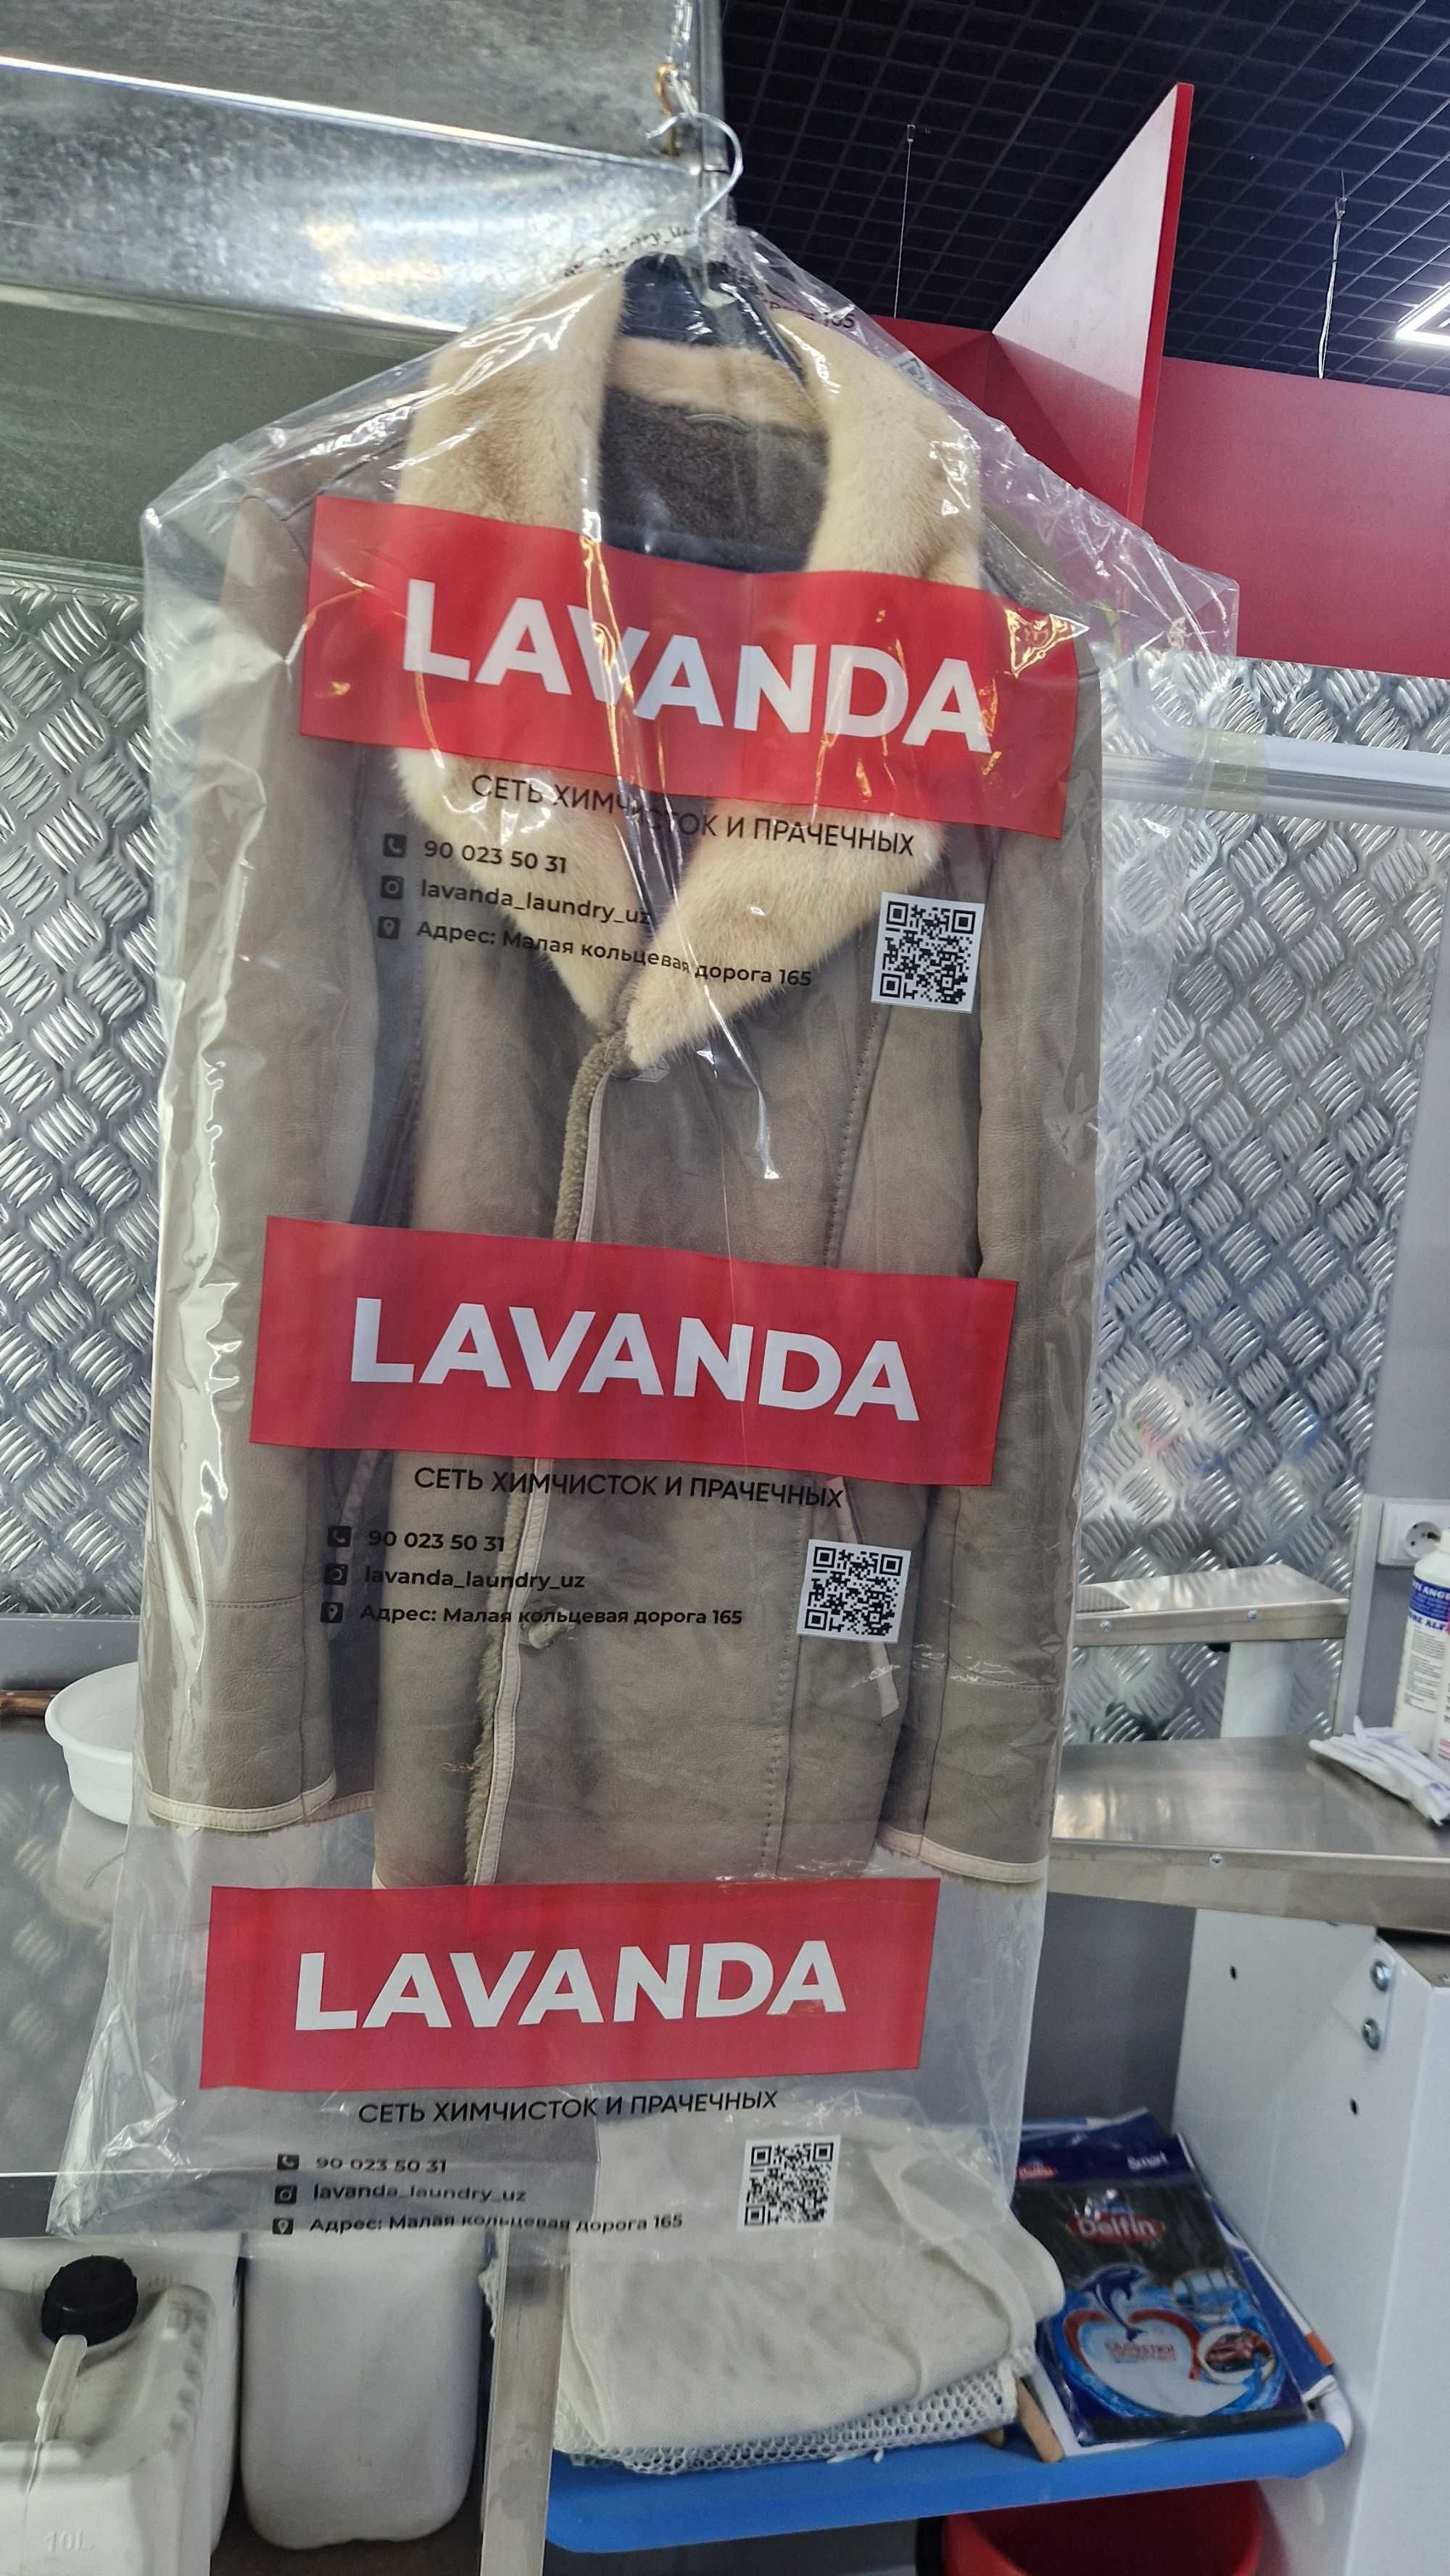 LAVANDA
СЕТЬ ХИМЧИСТОК И ПРАЧЕЧНЫХ
90 023 50 31
lavanda_laundry_uz
Адрес: Малая кольцевая дорога 165
LAVANDA
СЕТЬ ХИМЧИСТОК И ПРАЧЕЧНЫХ
90 023 50 31
lavanda_laundry_uz
Адрес: Малая кольцевая дорога 165
LAVANDA
СЕТЬ ХИМЧИСТОК И ПРАЧЕЧНЫХ
90 023 50 31
lavanda_laundry_uz
Адрес: Малая кольцевая дорога 165
Smart
Delfin
10L